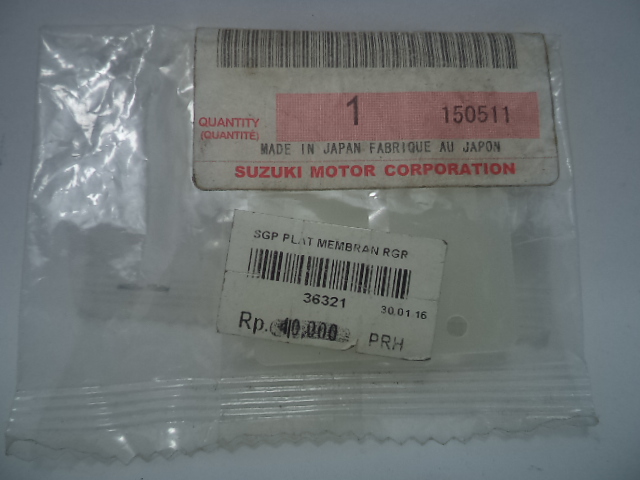 QUANTITY 1 150511
(QUANTITÉ)
MADE IN JAPAN FABRIQUE AU JAPON
SUZUKI MOTOR CORPORATION
SGP PLAT MEMBRAN RGR
36321 30.01.16
Rp. 40.000 PRH